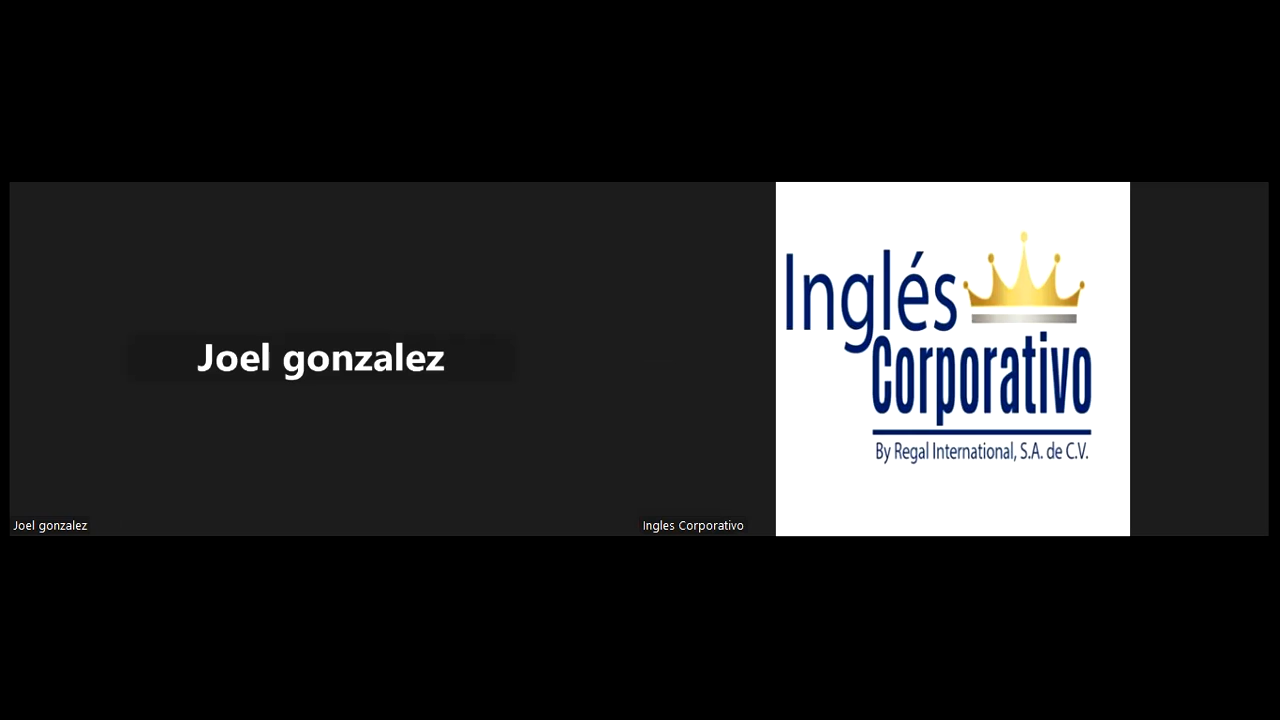 Joel gonzalez
Joel gonzalez
Ingles Corporativo
Inglés
Corporativo
By Regal International, S.A. de C.V.